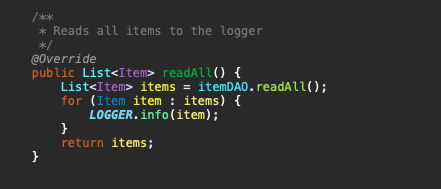 /**
 * Reads all items to the logger
 */
@Override
public List<Item> readAll() {
    List<Item> items = itemDAO.readAll();
    for (Item item : items) {
        LOGGER.info(item);
    }
    return items;
}